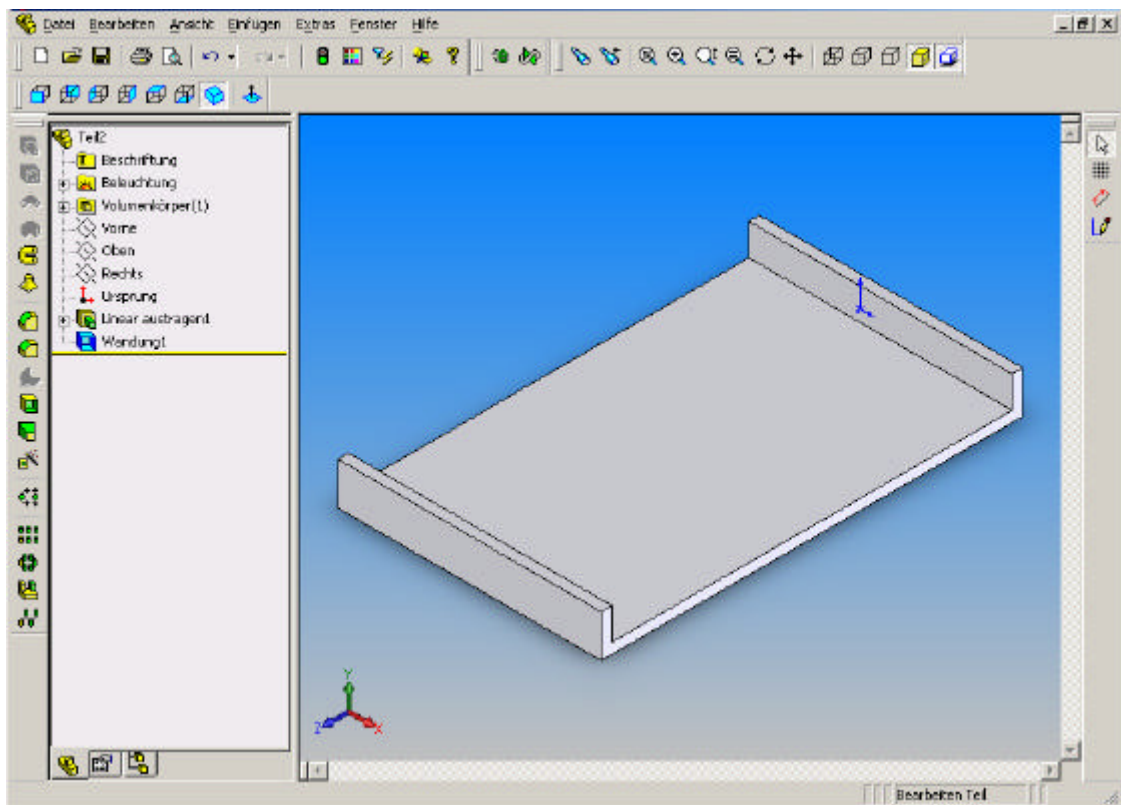 Datei Bearbeiten Ansicht Einfügen Extras Fenster Hilfe
Teil2
Beschriftung
Beleuchtung
Volumenkörper(1)
Vorne
Oben
Rechts
Ursprung
Linear austragen1
Wandung1
Y
Z
X
Bearbeiten Teil